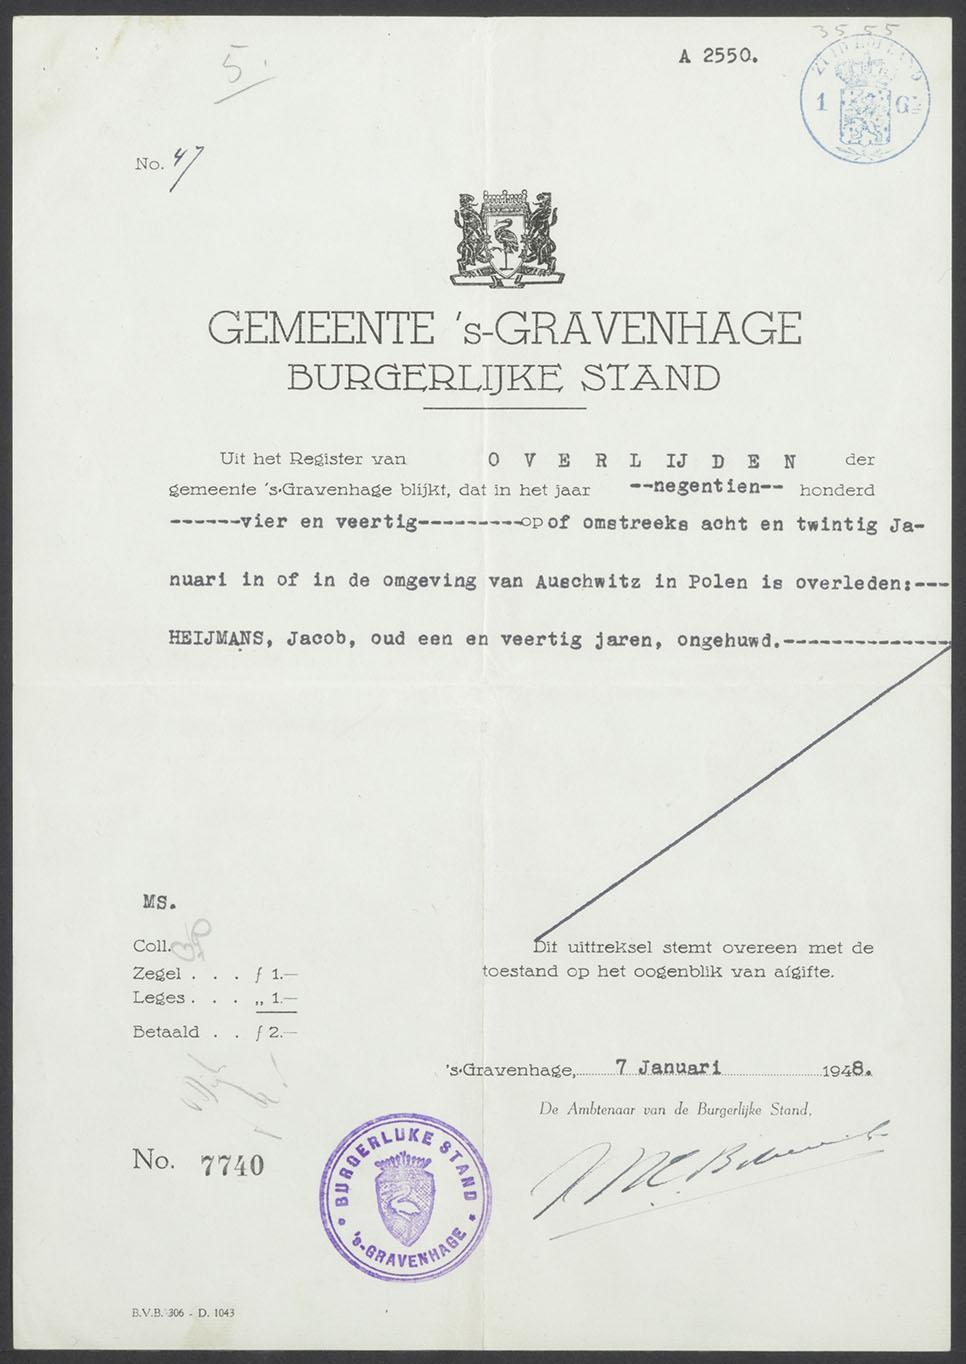 3555
A 2550.
ZUID HOLLAND
1 G
5.
No. 47
GEMEENTE 's-GRAVENHAGE
BURGERLIJKE STAND
Uit het Register van O V E R L IJ D E N der
gemeente 's-Gravenhage blijkt, dat in het jaar --negentien-- honderd
------vier en veertig---------op of omstreeks acht en twintig Ja-
nuari in of in de omgeving van Auschwitz in Polen is overleden:---
HEIJMANS, Jacob, oud een en veertig jaren, ongehuwd.---------------
MS.
Coll.
Zegel . . . ƒ 1.—
Leges . . . „ 1.—
Betaald . . ƒ 2.—
Dit uittreksel stemt overeen met de
toestand op het oogenblik van afgifte.
's-Gravenhage, 7 Januari 1948.
De Ambtenaar van de Burgerlijke Stand,
No. 7740
BURGERLIJKE STAND
's-GRAVENHAGE
B.V.B. 306 - D. 1043